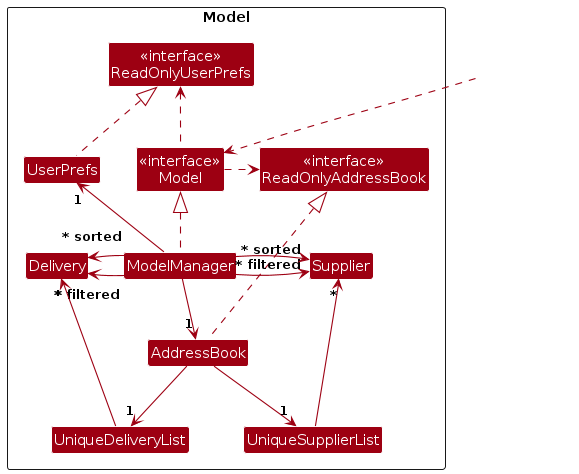 Model
«interface»
ReadOnlyUserPrefs
UserPrefs
«interface»
Model
«interface»
ReadOnlyAddressBook
1
* sorted
* sorted
Delivery
ModelManager
* filtered
Supplier
* filtered
*
*
1
AddressBook
1
1
UniqueDeliveryList
UniqueSupplierList